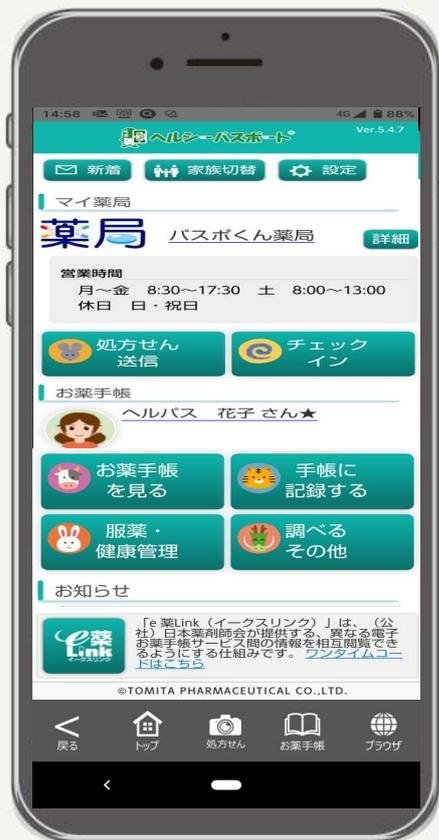 14:58 4G 88%
ヘルシーパスポート®
Ver.5.4.7
新着 家族切替 設定
マイ薬局
薬局 パスポくん薬局 詳細
営業時間
月～金 8:30～17:30 土 8:00～13:00
休日 日・祝日
処方せん
送信
チェック
イン
お薬手帳
ヘルパス 花子 さん★
お薬手帳
を見る
手帳に
記録する
服薬・
健康管理
調べる
その他
お知らせ
e薬
Link
イークスリンク
「e 薬Link（イークスリンク）」は、（公
社）日本薬剤師会が提供する、異なる電子
お薬手帳サービス間の情報を相互閲覧でき
るようにする仕組みです。 ワンタイムコー
ドはこちら
©TOMITA PHARMACEUTICAL CO.,LTD.
戻る トップ 処方せん お薬手帳 ブラウザ